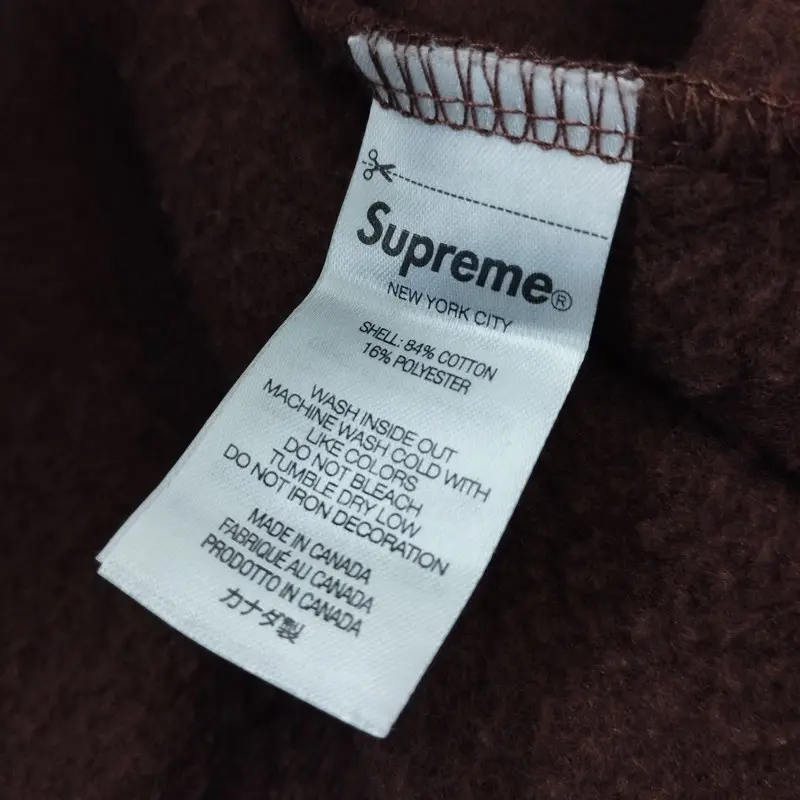 Supreme®
NEW YORK CITY
SHELL: 84% COTTON
16% POLYESTER
WASH INSIDE OUT
MACHINE WASH COLD WITH
LIKE COLORS
DO NOT BLEACH
TUMBLE DRY LOW
DO NOT IRON DECORATION
MADE IN CANADA
FABRIQUÉ AU CANADA
PRODOTTO IN CANADA
カナダ製